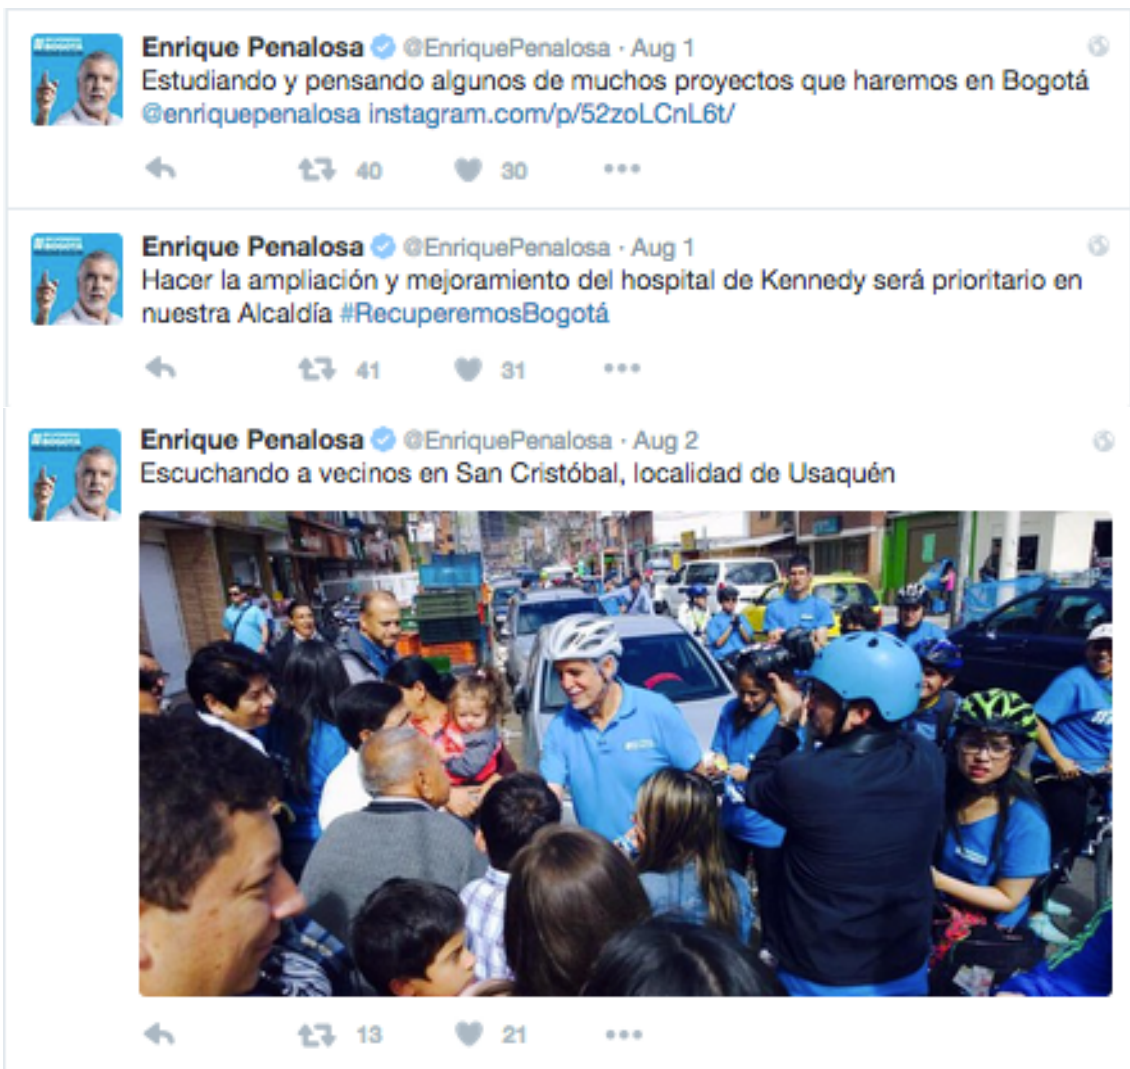 Enrique Penalosa @EnriquePenalosa · Aug 1
Estudiando y pensando algunos de muchos proyectos que haremos en Bogotá
@enriquepenalosa instagram.com/p/52zoLCnL6t/
40 30
Enrique Penalosa @EnriquePenalosa · Aug 1
Hacer la ampliación y mejoramiento del hospital de Kennedy será prioritario en
nuestra Alcaldía #RecuperemosBogotá
41 31
Enrique Penalosa @EnriquePenalosa · Aug 2
Escuchando a vecinos en San Cristóbal, localidad de Usaquén
13 21